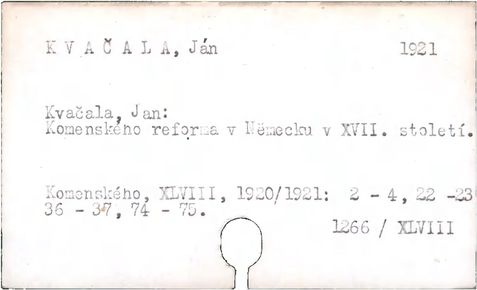 K V A Č A L A, Ján 1921
Kvačala, Jan:
Komenského reforma v Německu v XVII. století.
Komenského, XLVIII, 1920/1921: 2 - 4, 22 -23
36 - 37, 74 - 75.
1266 / XLVIII